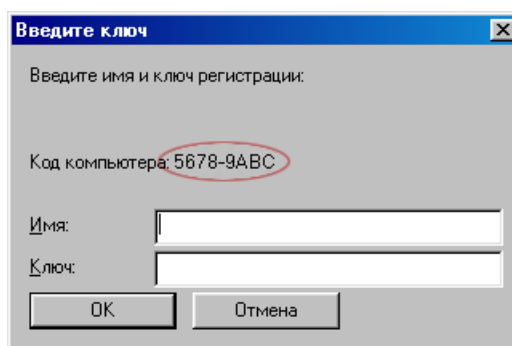 Введите ключ
Введите имя и ключ регистрации:
Код компьютера: 5678-9ABC
Имя:
Ключ:
OK
Отмена